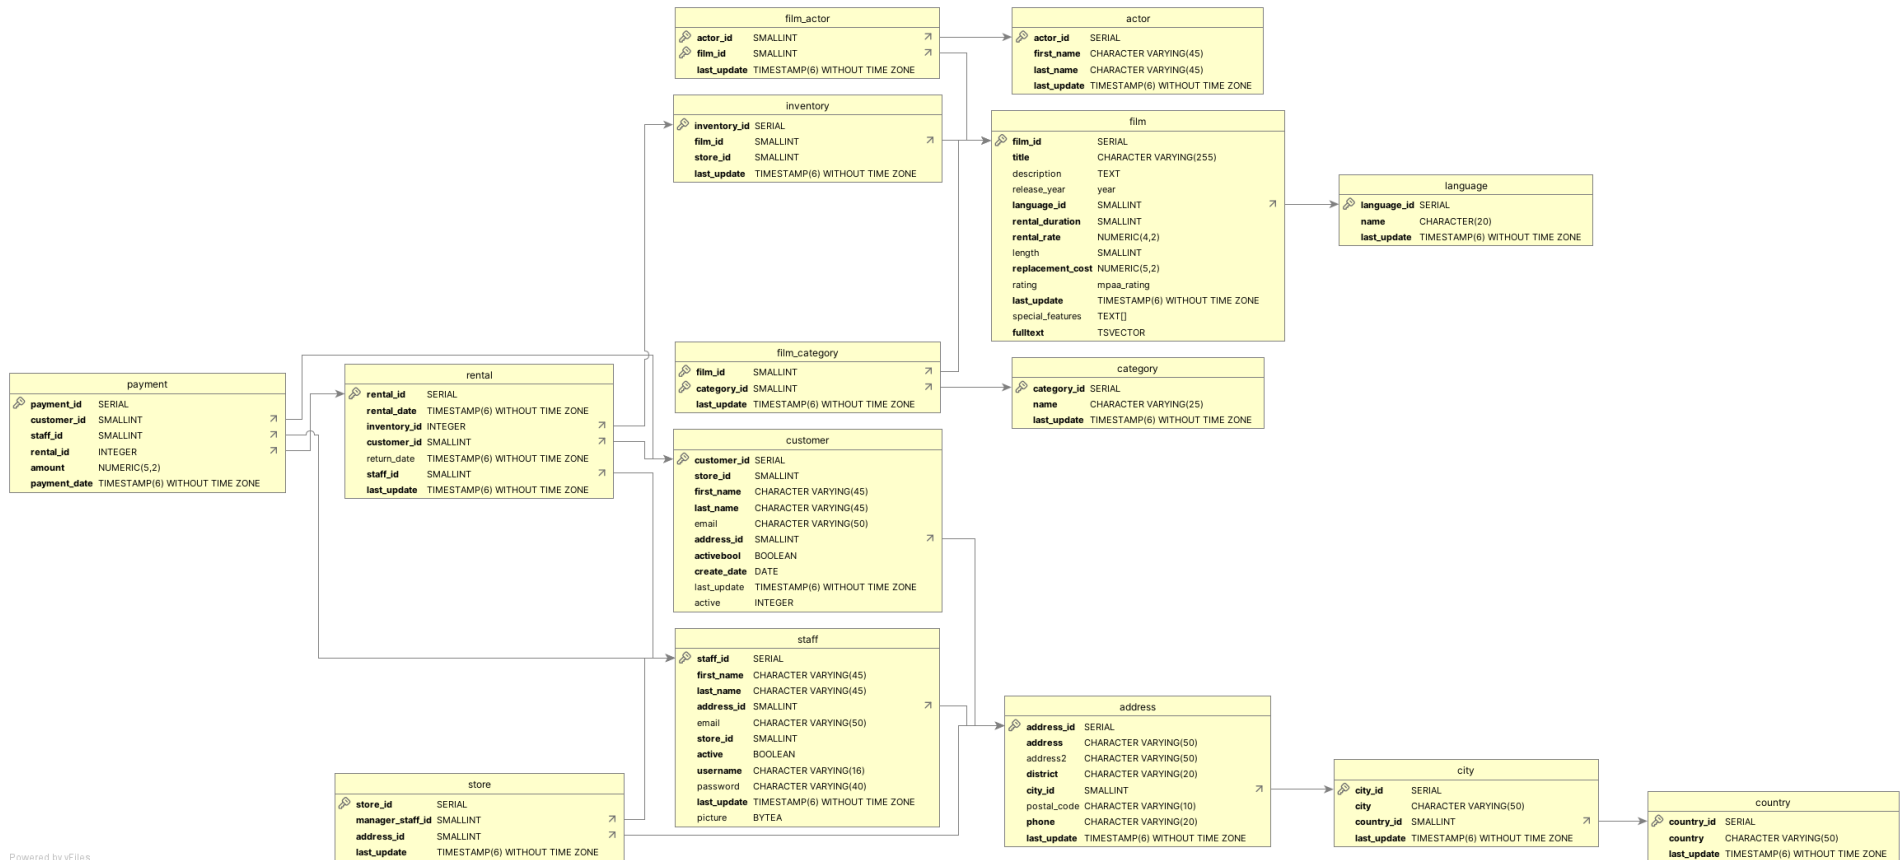 film_actor
actor_id SMALLINT
film_id SMALLINT
last_update TIMESTAMP(6) WITHOUT TIME ZONE
actor
actor_id SERIAL
first_name CHARACTER VARYING(45)
last_name CHARACTER VARYING(45)
last_update TIMESTAMP(6) WITHOUT TIME ZONE
inventory
inventory_id SERIAL
film_id SMALLINT
store_id SMALLINT
last_update TIMESTAMP(6) WITHOUT TIME ZONE
film
film_id SERIAL
title CHARACTER VARYING(255)
description TEXT
release_year year
language_id SMALLINT
rental_duration SMALLINT
rental_rate NUMERIC(4,2)
length SMALLINT
replacement_cost NUMERIC(5,2)
rating mpaa_rating
last_update TIMESTAMP(6) WITHOUT TIME ZONE
special_features TEXT[]
fulltext TSVECTOR
language
language_id SERIAL
name CHARACTER(20)
last_update TIMESTAMP(6) WITHOUT TIME ZONE
film_category
film_id SMALLINT
category_id SMALLINT
last_update TIMESTAMP(6) WITHOUT TIME ZONE
category
category_id SERIAL
name CHARACTER VARYING(25)
last_update TIMESTAMP(6) WITHOUT TIME ZONE
payment
payment_id SERIAL
customer_id SMALLINT
staff_id SMALLINT
rental_id INTEGER
amount NUMERIC(5,2)
payment_date TIMESTAMP(6) WITHOUT TIME ZONE
rental
rental_id SERIAL
rental_date TIMESTAMP(6) WITHOUT TIME ZONE
inventory_id INTEGER
customer_id SMALLINT
return_date TIMESTAMP(6) WITHOUT TIME ZONE
staff_id SMALLINT
last_update TIMESTAMP(6) WITHOUT TIME ZONE
customer
customer_id SERIAL
store_id SMALLINT
first_name CHARACTER VARYING(45)
last_name CHARACTER VARYING(45)
email CHARACTER VARYING(50)
address_id SMALLINT
activebool BOOLEAN
create_date DATE
last_update TIMESTAMP(6) WITHOUT TIME ZONE
active INTEGER
staff
staff_id SERIAL
first_name CHARACTER VARYING(45)
last_name CHARACTER VARYING(45)
address_id SMALLINT
email CHARACTER VARYING(50)
store_id SMALLINT
active BOOLEAN
username CHARACTER VARYING(16)
password CHARACTER VARYING(40)
last_update TIMESTAMP(6) WITHOUT TIME ZONE
picture BYTEA
store
store_id SERIAL
manager_staff_id SMALLINT
address_id SMALLINT
last_update TIMESTAMP(6) WITHOUT TIME ZONE
address
address_id SERIAL
address CHARACTER VARYING(50)
address2 CHARACTER VARYING(50)
district CHARACTER VARYING(20)
city_id SMALLINT
postal_code CHARACTER VARYING(10)
phone CHARACTER VARYING(20)
last_update TIMESTAMP(6) WITHOUT TIME ZONE
city
city_id SERIAL
city CHARACTER VARYING(50)
country_id SMALLINT
last_update TIMESTAMP(6) WITHOUT TIME ZONE
country
country_id SERIAL
country CHARACTER VARYING(50)
last_update TIMESTAMP(6) WITHOUT TIME ZONE
Powered by yFiles